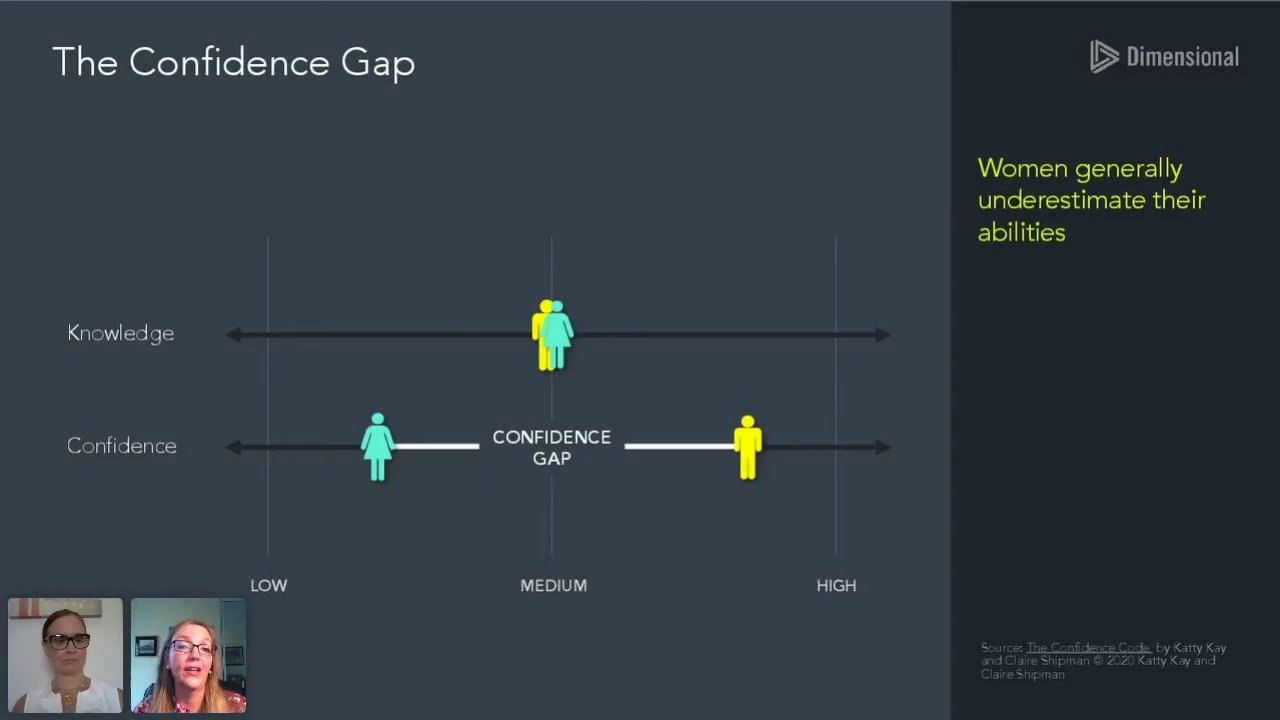 The Confidence Gap
Dimensional
Women generally
underestimate their
abilities
Knowledge
Confidence
CONFIDENCE
GAP
LOW
MEDIUM
HIGH
Source: The Confidence Code by Katty Kay
and Claire Shipman © 2020 Katty Kay and
Claire Shipman